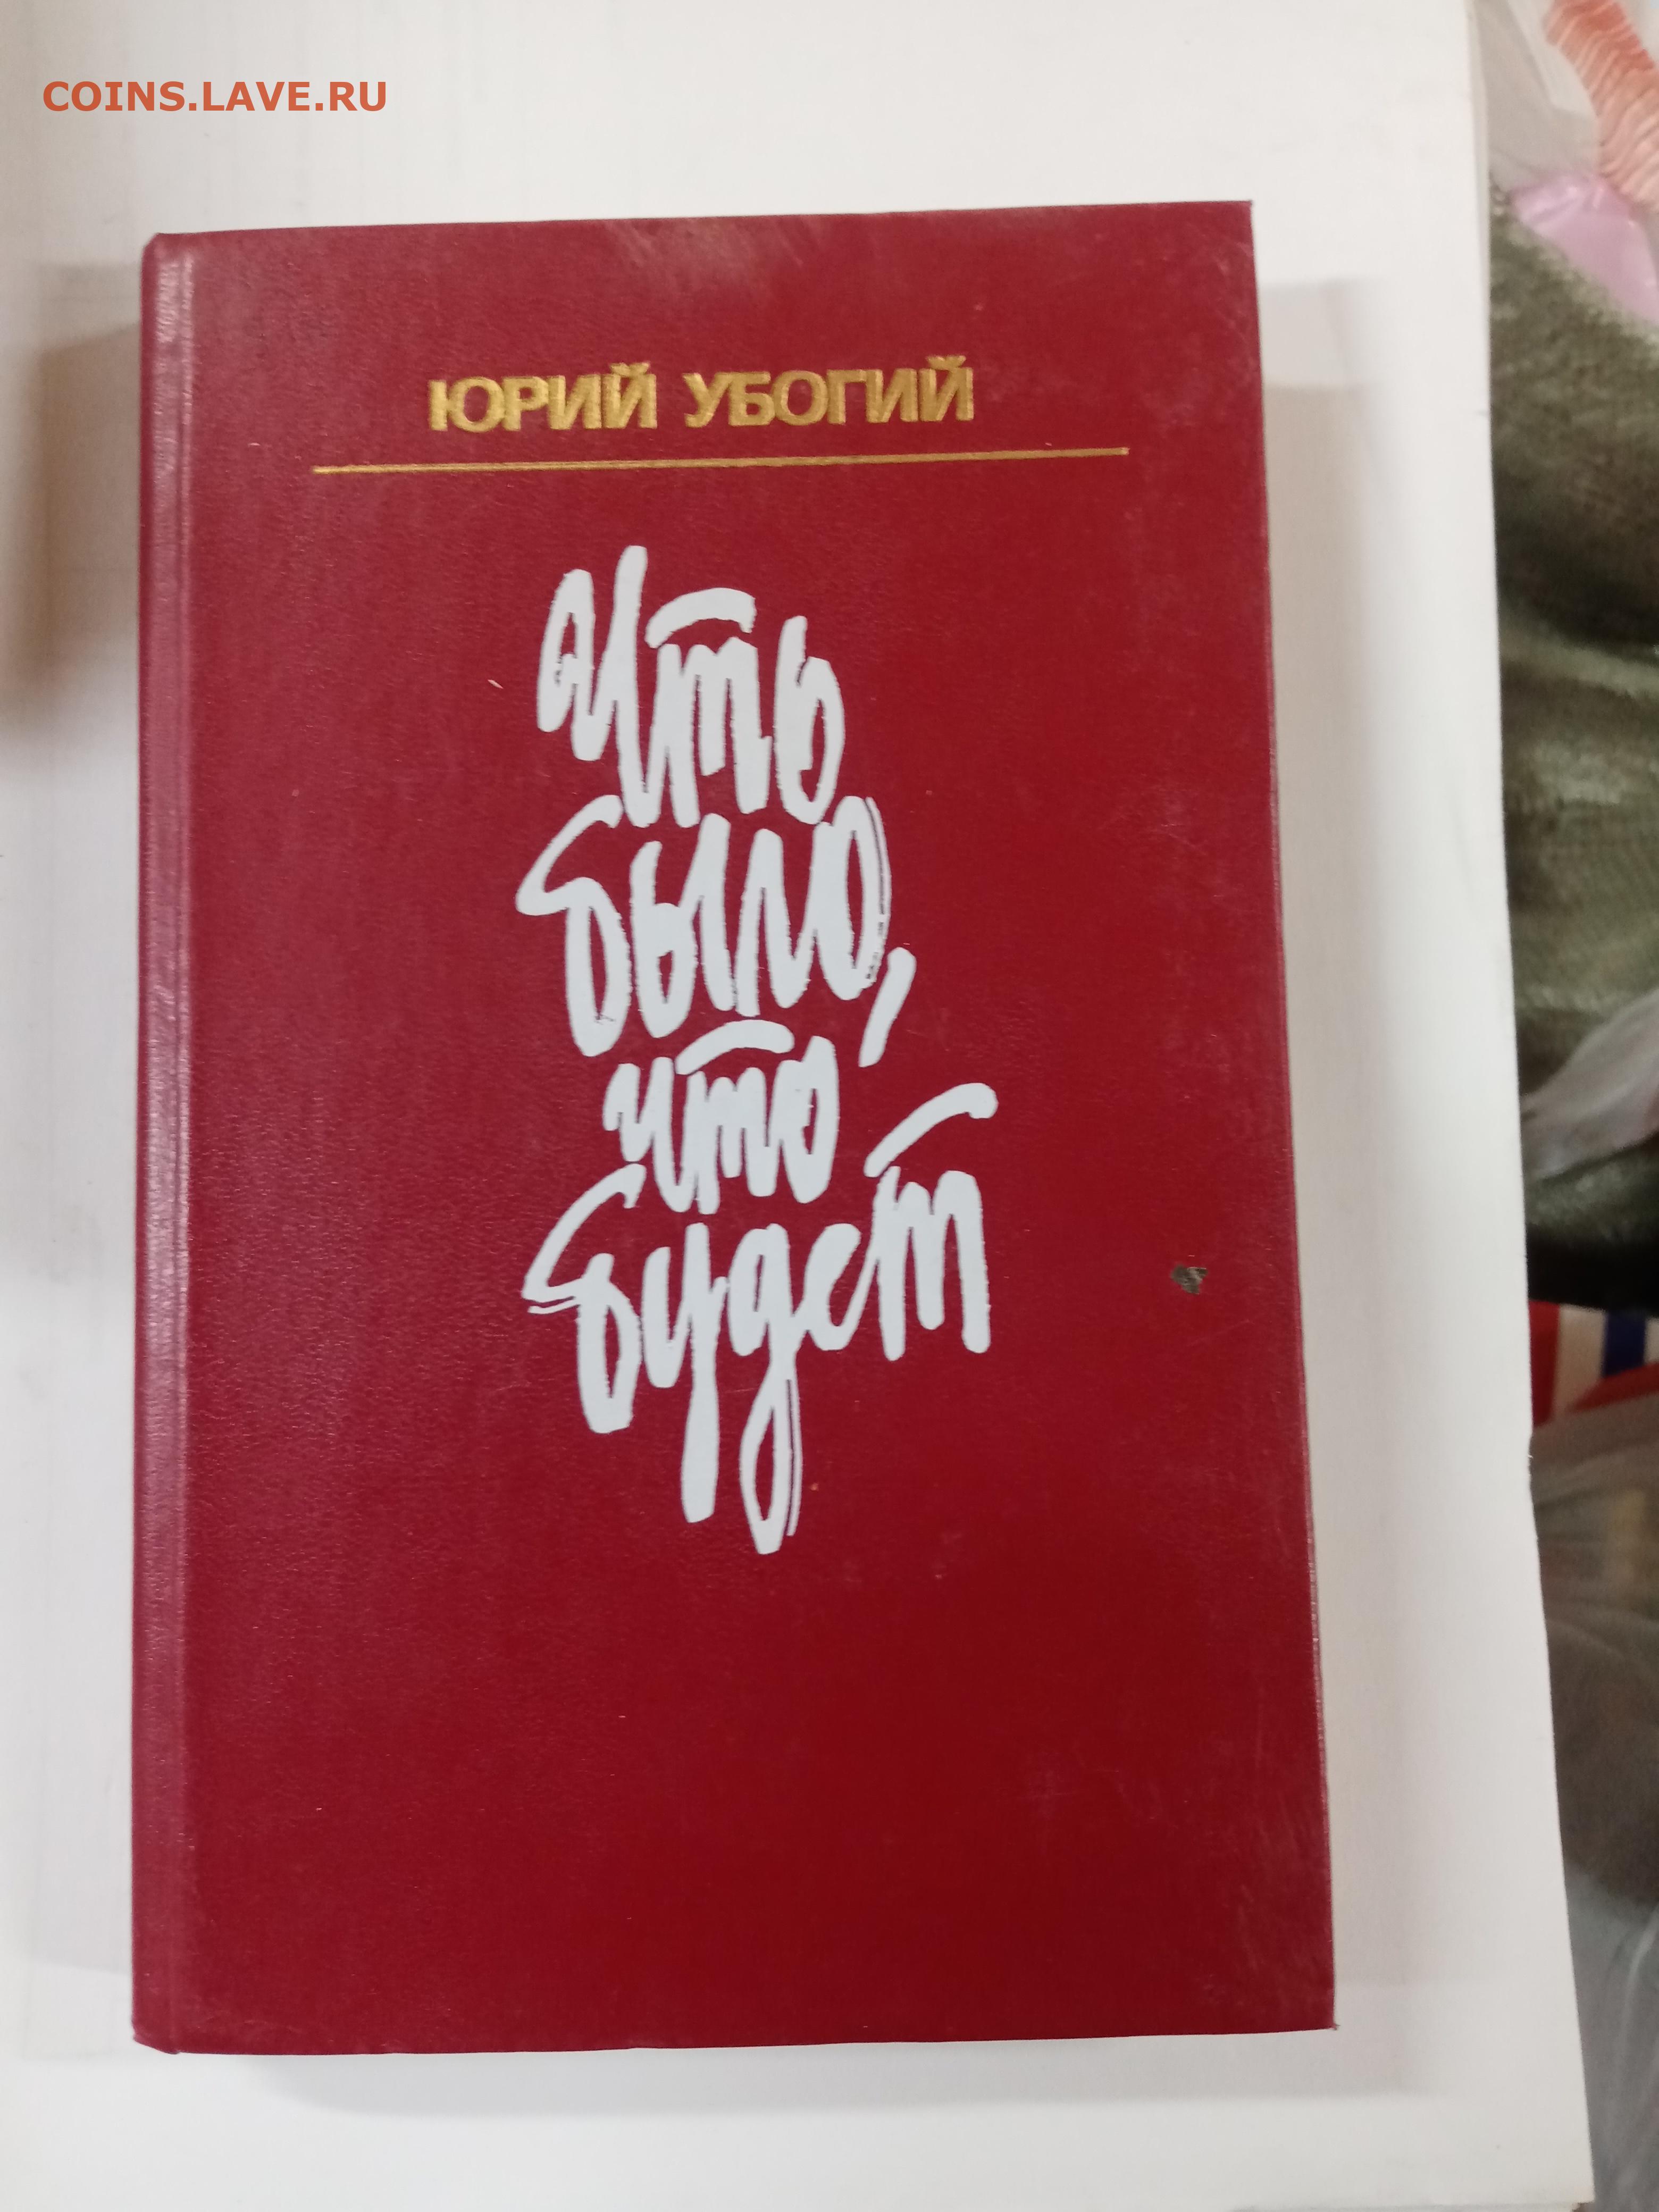 COINS.LAVE.RU
ЮРИЙ УБОГИЙ
Что
было,
что
будет